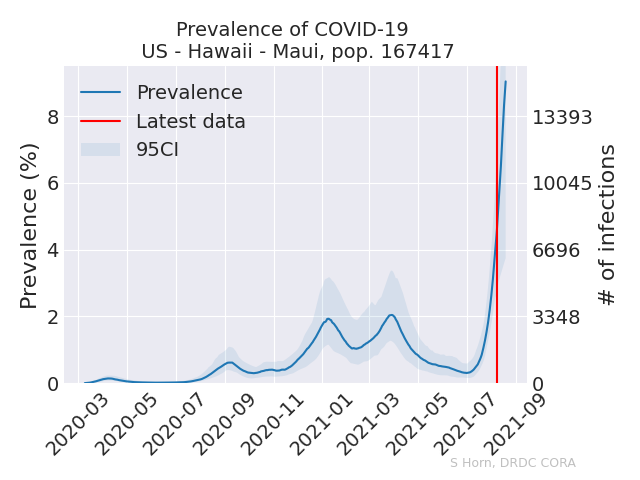 Prevalence of COVID-19
US - Hawaii - Maui, pop. 167417
Prevalence
Latest data
95CI
Prevalence (%)
8
6
4
2
0
13393
10045
6696
3348
0
# of infections
2020-03
2020-05
2020-07
2020-09
2020-11
2021-01
2021-03
2021-05
2021-07
2021-09
S Horn, DRDC CORA